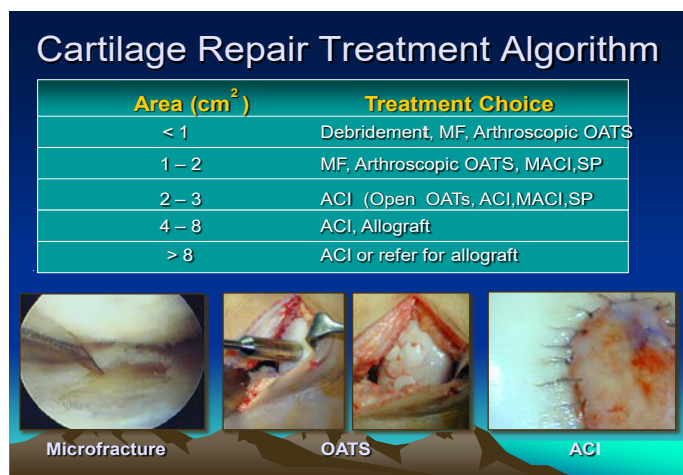 Cartilage Repair Treatment Algorithm
Area (cm²) Treatment Choice
< 1 Debridement, MF, Arthroscopic OATS
1 – 2 MF, Arthroscopic OATS, MACI,SP
2 – 3 ACI (Open OATs, ACI,MACI,SP
4 – 8 ACI, Allograft
> 8 ACI or refer for allograft
Microfracture OATS ACI